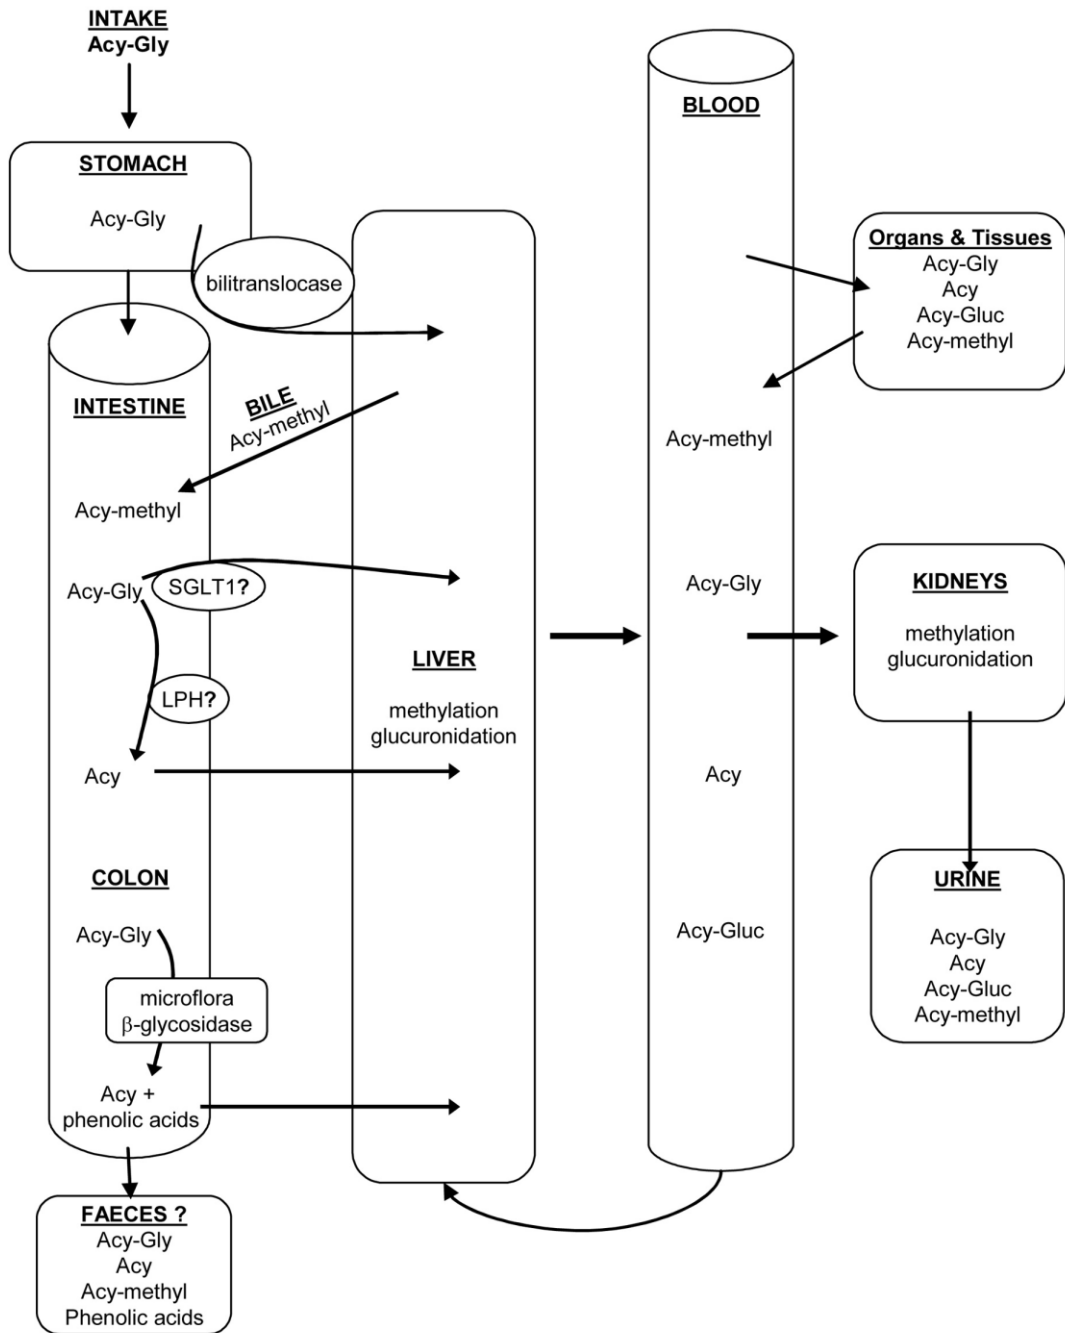 INTAKE
Acy-Gly
STOMACH
Acy-Gly
bilitranslocase
INTESTINE
BILE
Acy-methyl
Acy-methyl
Acy-Gly
SGLT1?
LPH?
Acy
COLON
Acy-Gly
microflora
β-glycosidase
Acy +
phenolic acids
FAECES ?
Acy-Gly
Acy
Acy-methyl
Phenolic acids
LIVER
methylation
glucuronidation
BLOOD
Acy-methyl
Acy-Gly
Acy
Acy-Gluc
Organs & Tissues
Acy-Gly
Acy
Acy-Gluc
Acy-methyl
KIDNEYS
methylation
glucuronidation
URINE
Acy-Gly
Acy
Acy-Gluc
Acy-methyl